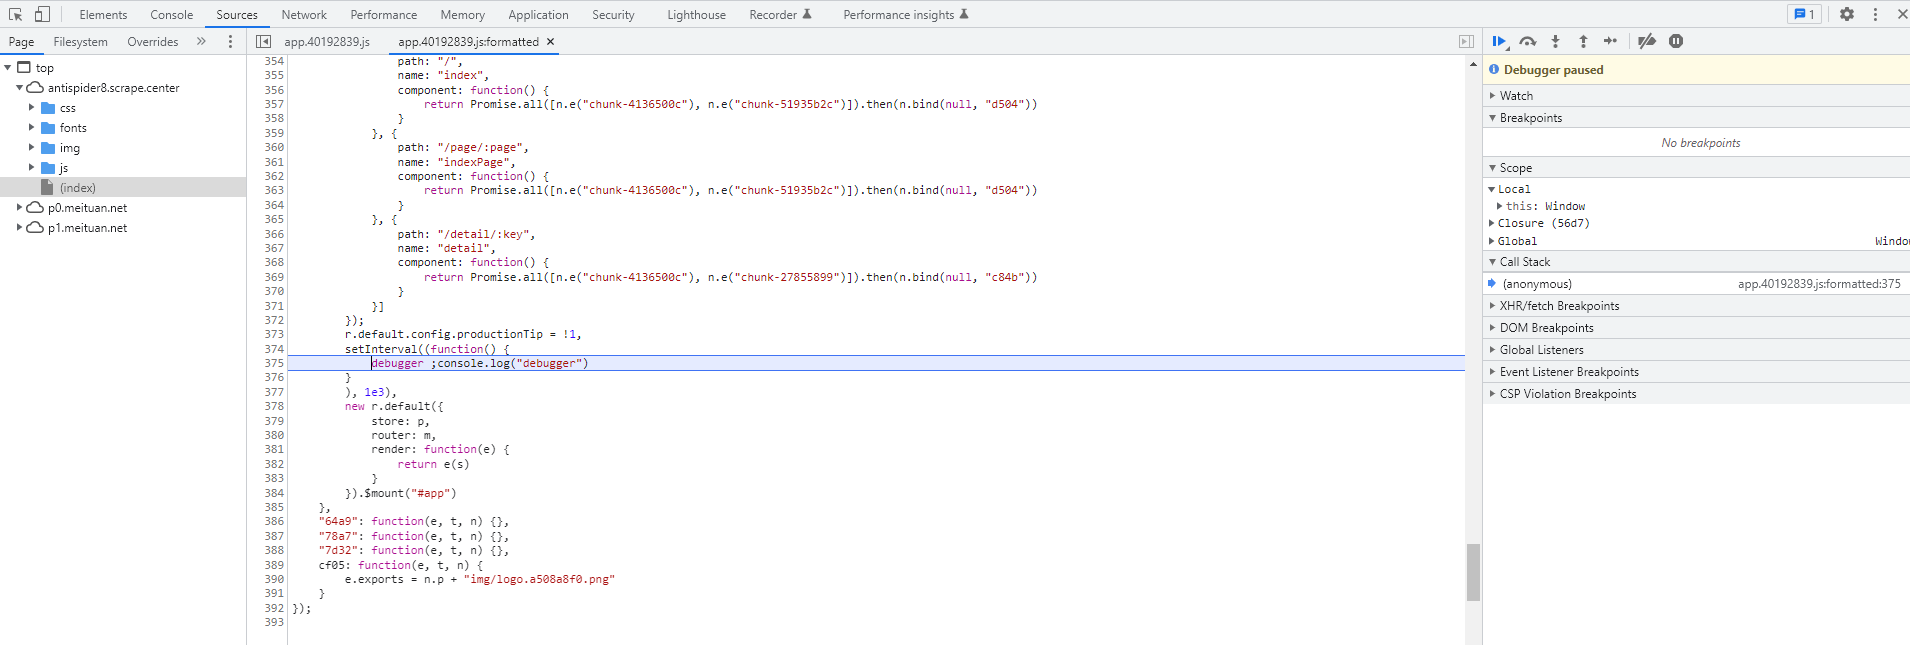 Elements Console Sources Network Performance Memory Application Security Lighthouse Recorder Performance insights 1
Page Filesystem Overrides »
app.40192839.js app.40192839.js:formatted ×
top
antispider8.scrape.center
css
fonts
img
js
(index)
p0.meituan.net
p1.meituan.net
354 path: "/",
355 name: "index",
356 component: function() {
357 return Promise.all([n.e("chunk-4136500c"), n.e("chunk-51935b2c")]).then(n.bind(null, "d504"))
358 }
359 }, {
360 path: "/page/:page",
361 name: "indexPage",
362 component: function() {
363 return Promise.all([n.e("chunk-4136500c"), n.e("chunk-51935b2c")]).then(n.bind(null, "d504"))
364 }
365 }, {
366 path: "/detail/:key",
367 name: "detail",
368 component: function() {
369 return Promise.all([n.e("chunk-4136500c"), n.e("chunk-27855899")]).then(n.bind(null, "c84b"))
370 }
371 }]
372 });
373 r.default.config.productionTip = !1,
374 setInterval((function() {
375 debugger ;console.log("debugger")
376 }
377 ), 1e3),
378 new r.default({
379 store: p,
380 router: m,
381 render: function(e) {
382 return e(s)
383 }
384 }).$mount("#app")
385 },
386 "64a9": function(e, t, n) {},
387 "78a7": function(e, t, n) {},
388 "7d32": function(e, t, n) {},
389 cf05: function(e, t, n) {
390 e.exports = n.p + "img/logo.a508a8f0.png"
391 }
392 });
393
Debugger paused
Watch
Breakpoints
No breakpoints
Scope
Local
this: Window
Closure (56d7)
Global Windo
Call Stack
(anonymous) app.40192839.js:formatted:375
XHR/fetch Breakpoints
DOM Breakpoints
Global Listeners
Event Listener Breakpoints
CSP Violation Breakpoints